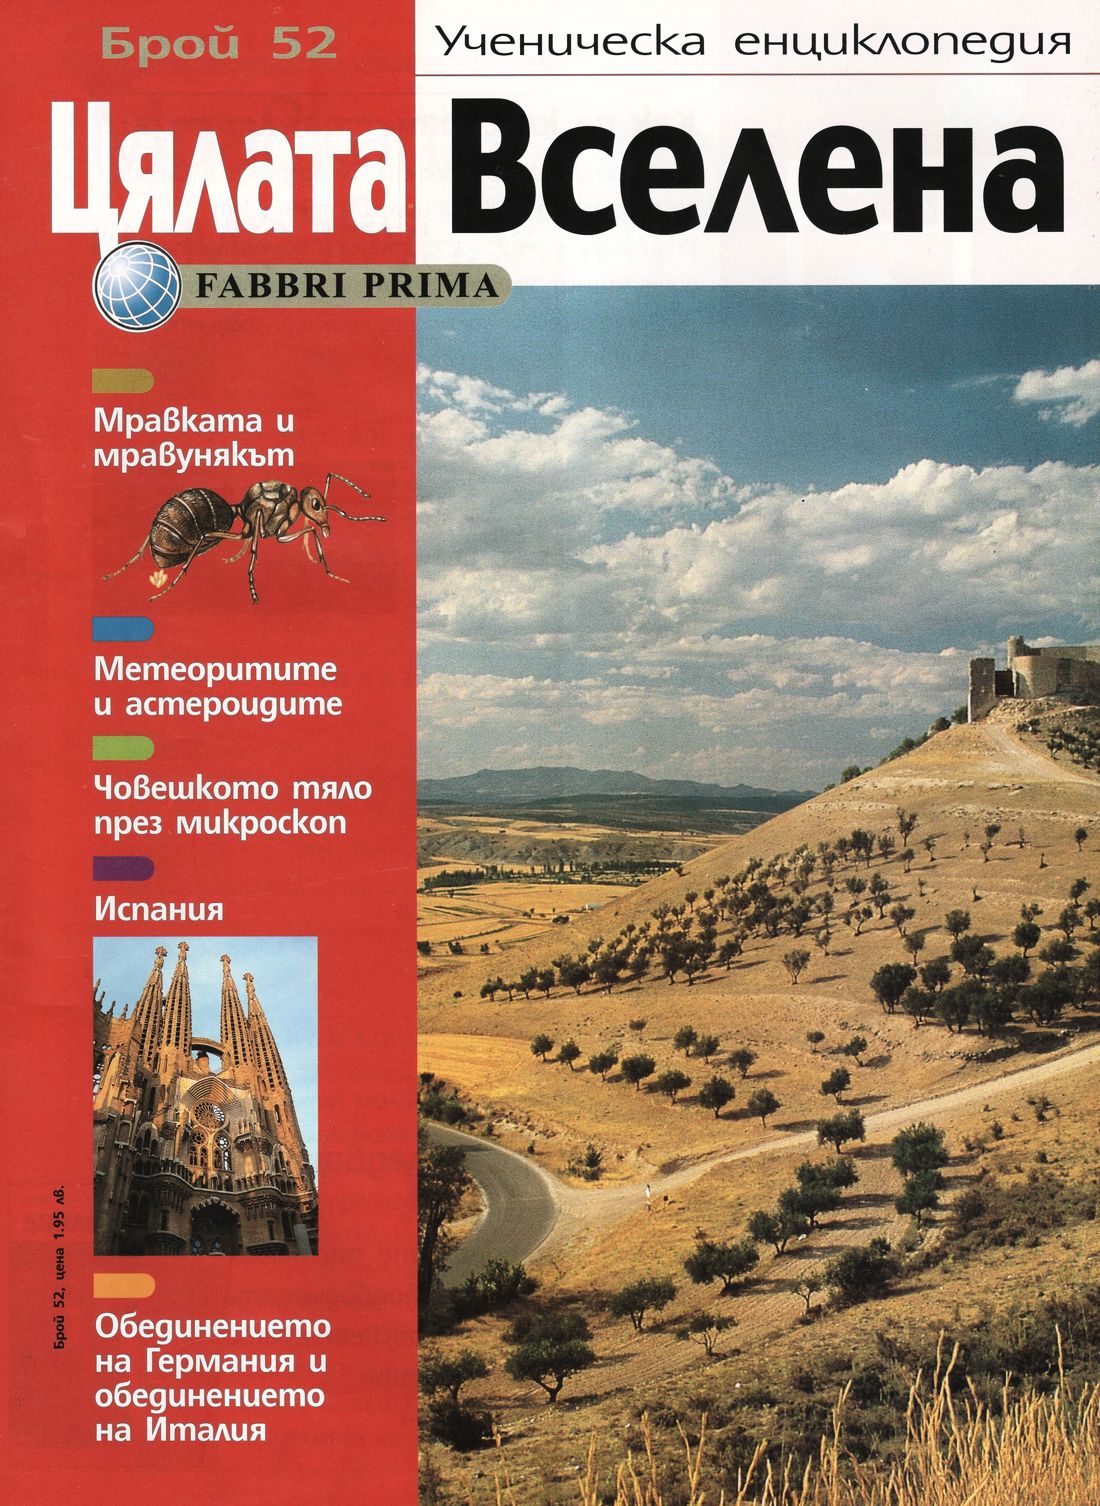 Брой 52
Ученическа енциклопедия
Цялата Вселена
FABBRI PRIMA
Мравката и
мравунякът
Метеоритите
и астероидите
Човешкото тяло
през микроскоп
Испания
Брой 52, цена 1.95 лв.
Обединението
на Германия и
обединението
на Италия